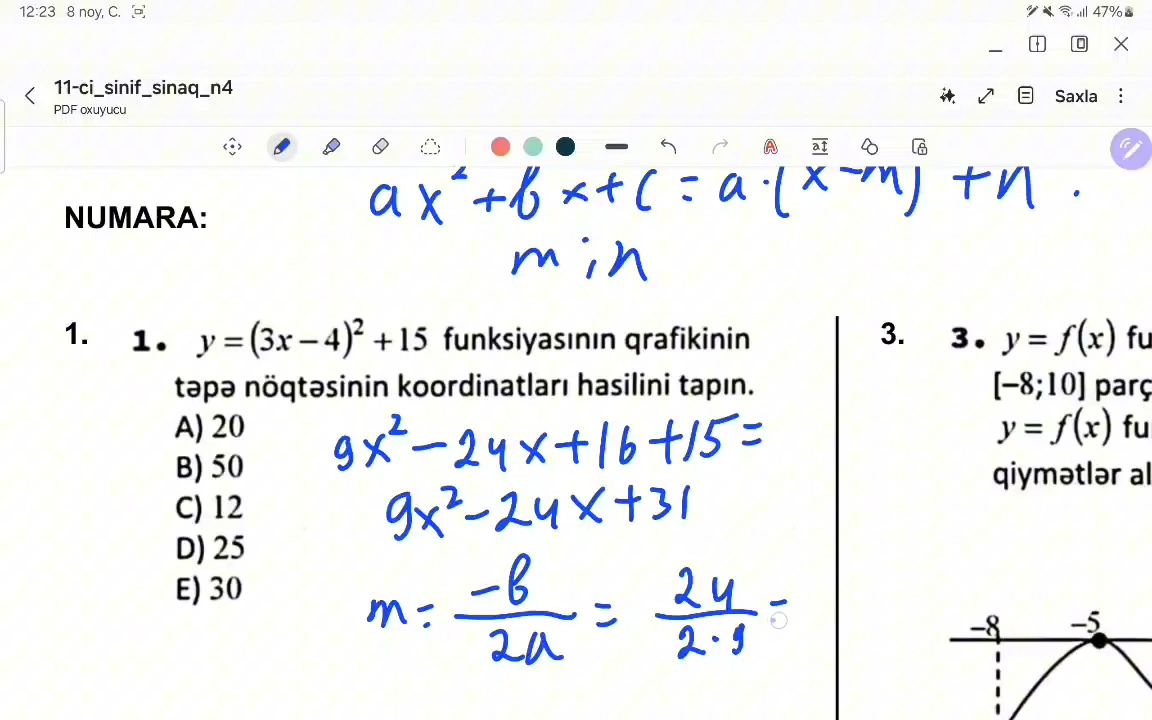 12:23 8 noy, C.
47%
11-ci_sinif_sinaq_n4
PDF oxuyucu
Saxla
ax²+bx+c=a·(x-m) +n.
NUMARA:
m;n
1. 1. y=(3x−4)²+15 funksiyasının qrafikinin
təpə nöqtəsinin koordinatları hasilini tapın.
A) 20
B) 50
C) 12
D) 25
E) 30
9x²-24x+16+15=
9x²-24x+31
m = -b/2a = 24/2·9 =
3. 3. y=f(x) fu
[−8;10] parç
y=f(x) fu
qiymətlər al
−8 −5